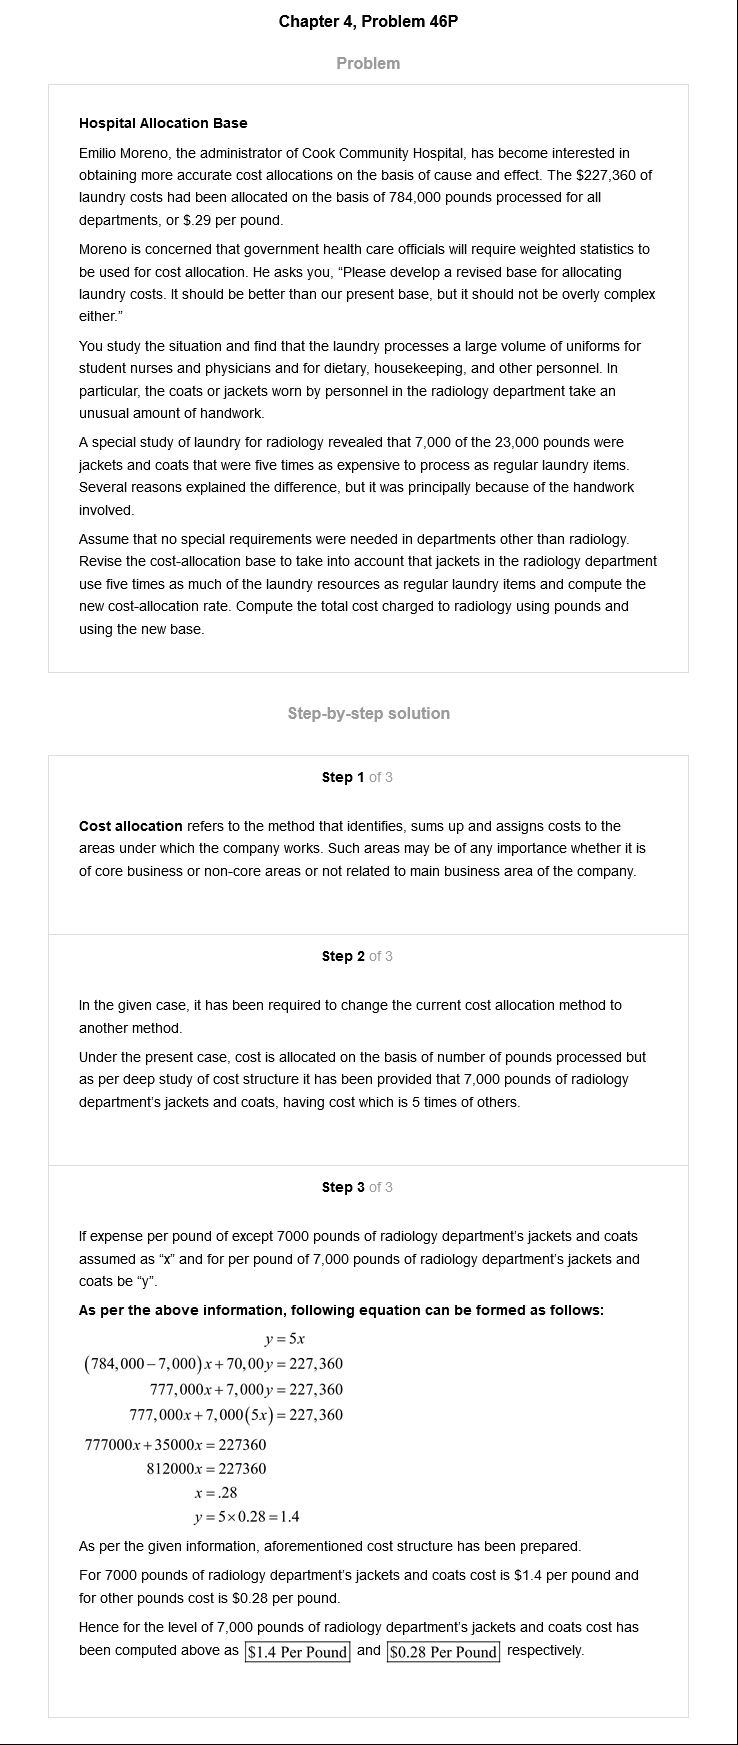 Chapter 4, Problem 46P
Problem
Hospital Allocation Base
Emilio Moreno, the administrator of Cook Community Hospital, has become interested in
obtaining more accurate cost allocations on the basis of cause and effect. The $227,360 of
laundry costs had been allocated on the basis of 784,000 pounds processed for all
departments, or $.29 per pound.
Moreno is concerned that government health care officials will require weighted statistics to
be used for cost allocation. He asks you, “Please develop a revised base for allocating
laundry costs. It should be better than our present base, but it should not be overly complex
either.”
You study the situation and find that the laundry processes a large volume of uniforms for
student nurses and physicians and for dietary, housekeeping, and other personnel. In
particular, the coats or jackets worn by personnel in the radiology department take an
unusual amount of handwork.
A special study of laundry for radiology revealed that 7,000 of the 23,000 pounds were
jackets and coats that were five times as expensive to process as regular laundry items.
Several reasons explained the difference, but it was principally because of the handwork
involved.
Assume that no special requirements were needed in departments other than radiology.
Revise the cost-allocation base to take into account that jackets in the radiology department
use five times as much of the laundry resources as regular laundry items and compute the
new cost-allocation rate. Compute the total cost charged to radiology using pounds and
using the new base.
Step-by-step solution
Step 1 of 3
Cost allocation refers to the method that identifies, sums up and assigns costs to the
areas under which the company works. Such areas may be of any importance whether it is
of core business or non-core areas or not related to main business area of the company.
Step 2 of 3
In the given case, it has been required to change the current cost allocation method to
another method.
Under the present case, cost is allocated on the basis of number of pounds processed but
as per deep study of cost structure it has been provided that 7,000 pounds of radiology
department’s jackets and coats, having cost which is 5 times of others.
Step 3 of 3
If expense per pound of except 7000 pounds of radiology department’s jackets and coats
assumed as “x” and for per pound of 7,000 pounds of radiology department’s jackets and
coats be “y”.
As per the above information, following equation can be formed as follows:
y = 5x
(784,000 – 7,000)x + 70,00y = 227,360
777,000x + 7,000y = 227,360
777,000x + 7,000(5x) = 227,360
777000x + 35000x = 227360
812000x = 227360
x = .28
y = 5×0.28 = 1.4
As per the given information, aforementioned cost structure has been prepared.
For 7000 pounds of radiology department’s jackets and coats cost is $1.4 per pound and
for other pounds cost is $0.28 per pound.
Hence for the level of 7,000 pounds of radiology department’s jackets and coats cost has
been computed above as $1.4 Per Pound and $0.28 Per Pound respectively.